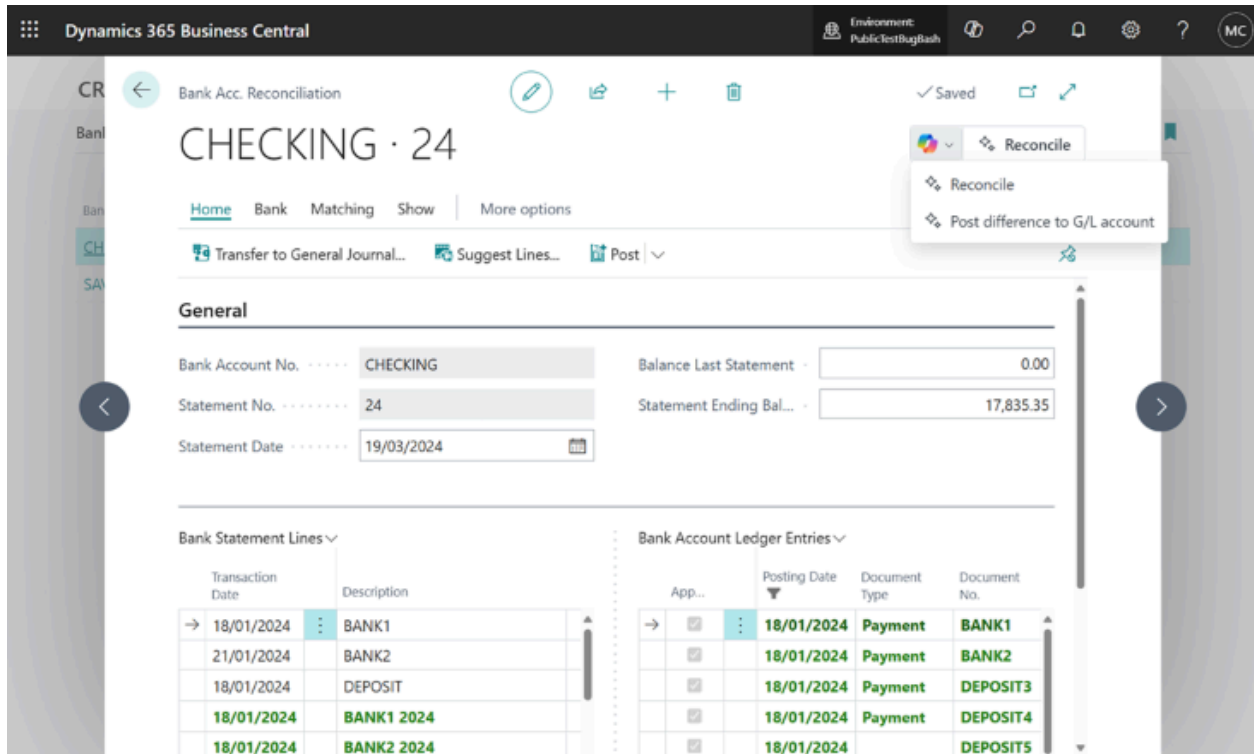 Dynamics 365 Business Central
Environment:
PublicTestBugBash
MC
CR
Bank Acc. Reconciliation
Saved
Bank
CHECKING · 24
Reconcile
Reconcile
Post difference to G/L account
Home Bank Matching Show More options
Ban
CH
SAV
Transfer to General Journal... Suggest Lines... Post
General
Bank Account No. CHECKING Balance Last Statement 0.00
Statement No. 24 Statement Ending Bal... 17,835.35
Statement Date 19/03/2024
Bank Statement Lines Bank Account Ledger Entries
Transaction Date Description App... Posting Date Document Type Document No.
18/01/2024 BANK1 18/01/2024 Payment BANK1
21/01/2024 BANK2 18/01/2024 Payment BANK2
18/01/2024 DEPOSIT 18/01/2024 Payment DEPOSIT3
18/01/2024 BANK1 2024 18/01/2024 Payment DEPOSIT4
18/01/2024 BANK2 2024 18/01/2024 DEPOSIT5